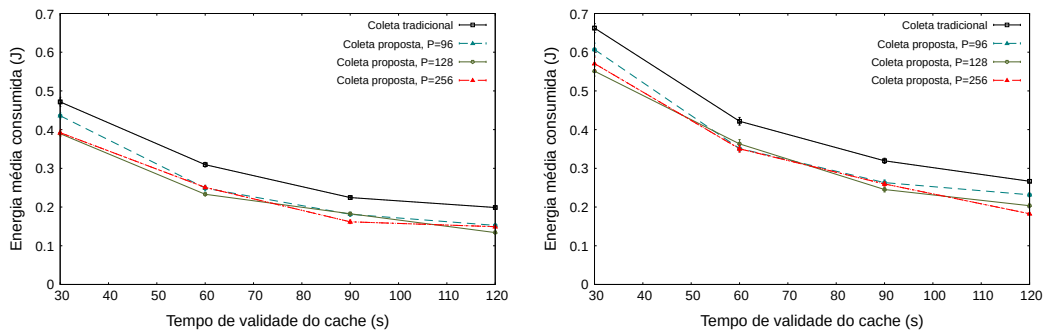 0.7
0.6
0.5
0.4
0.3
0.2
0.1
0
30 40 50 60 70 80 90 100 110 120
Energia média consumida (J)
Tempo de validade do cache (s)
Coleta tradicional
Coleta proposta, P=96
Coleta proposta, P=128
Coleta proposta, P=256
0.7
0.6
0.5
0.4
0.3
0.2
0.1
0
30 40 50 60 70 80 90 100 110 120
Energia média consumida (J)
Tempo de validade do cache (s)
Coleta tradicional
Coleta proposta, P=96
Coleta proposta, P=128
Coleta proposta, P=256